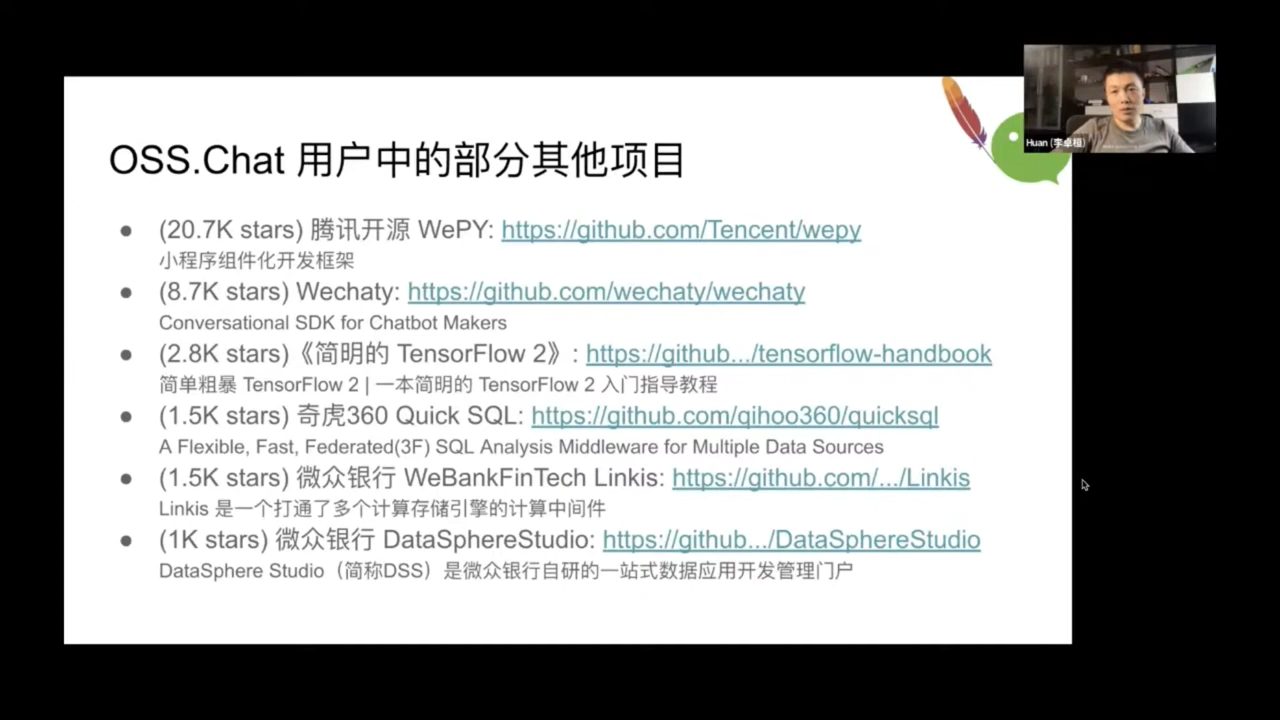 OSS.Chat 用户中的部分其他项目
Huan (李卓桓)
● (20.7K stars) 腾讯开源 WePY: https://github.com/Tencent/wepy
小程序组件化开发框架
● (8.7K stars) Wechaty: https://github.com/wechaty/wechaty
Conversational SDK for Chatbot Makers
● (2.8K stars)《简明的 TensorFlow 2》: https://github.../tensorflow-handbook
简单粗暴 TensorFlow 2 | 一本简明的 TensorFlow 2 入门指导教程
● (1.5K stars) 奇虎360 Quick SQL: https://github.com/qihoo360/quicksql
A Flexible, Fast, Federated(3F) SQL Analysis Middleware for Multiple Data Sources
● (1.5K stars) 微众银行 WeBankFinTech Linkis: https://github.com/.../Linkis
Linkis 是一个打通了多个计算存储引擎的计算中间件
● (1K stars) 微众银行 DataSphereStudio: https://github.../DataSphereStudio
DataSphere Studio（简称DSS）是微众银行自研的一站式数据应用开发管理门户